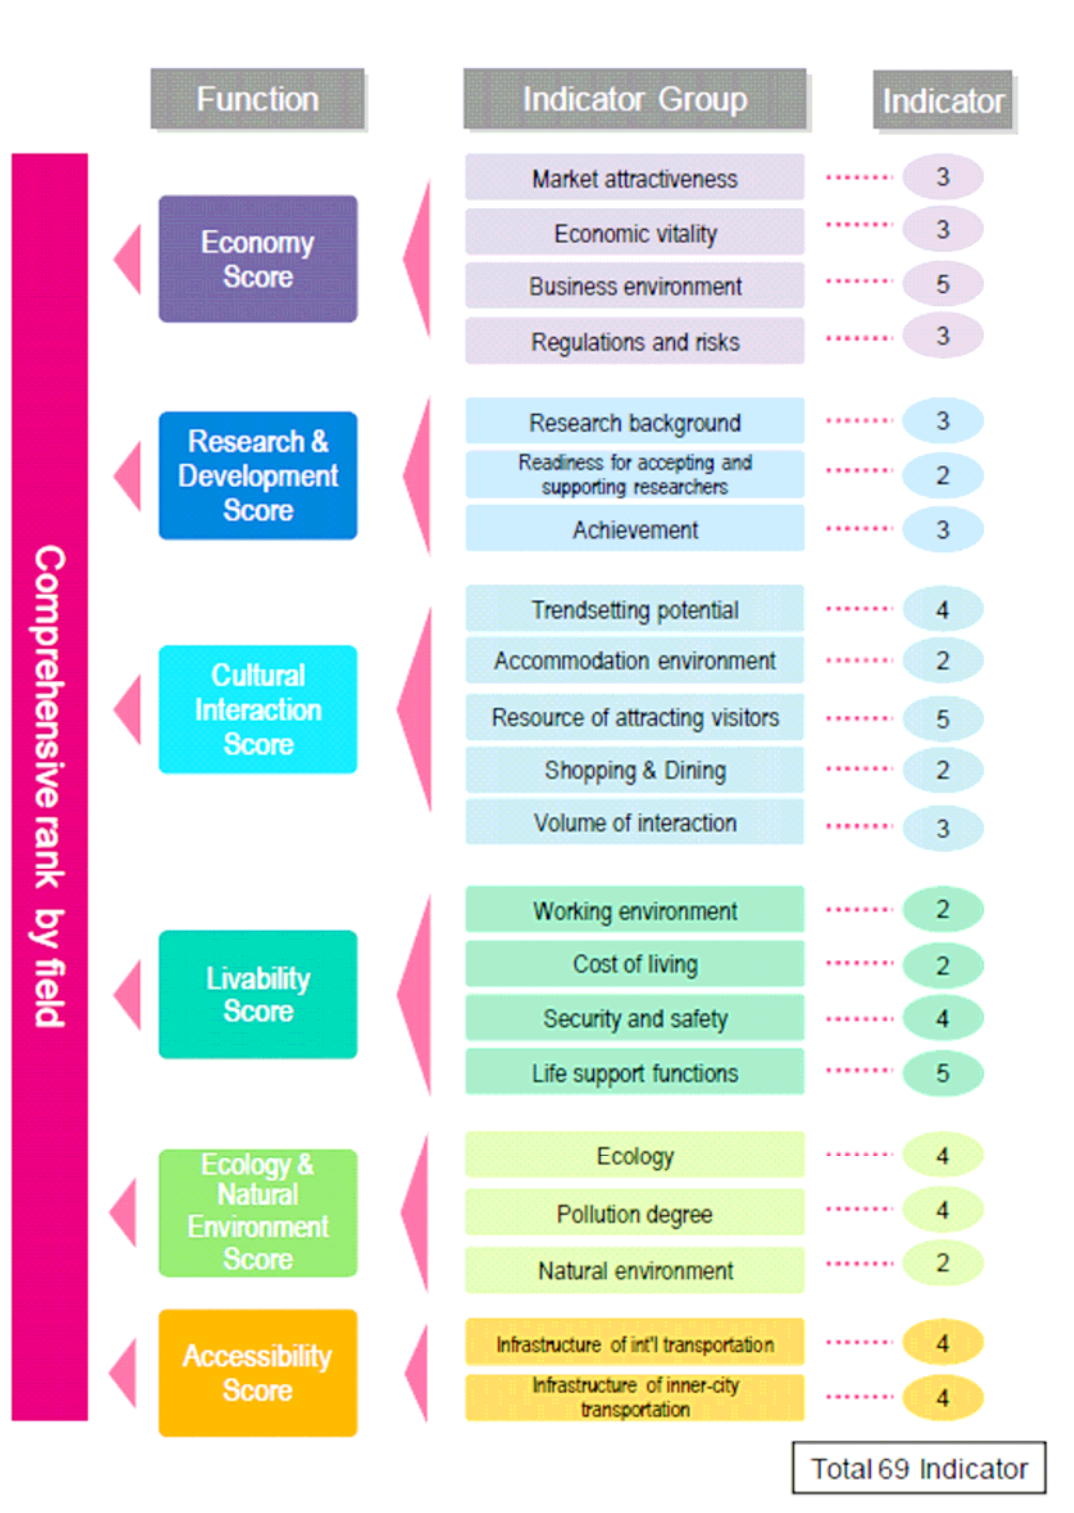 Function
Indicator Group
Indicator
Comprehensive rank by field
Economy
Score
Market attractiveness
3
Economic vitality
3
Business environment
5
Regulations and risks
3
Research &
Development
Score
Research background
3
Readiness for accepting and
supporting researchers
2
Achievement
3
Cultural
Interaction
Score
Trendsetting potential
4
Accommodation environment
2
Resource of attracting visitors
5
Shopping & Dining
2
Volume of interaction
3
Livability
Score
Working environment
2
Cost of living
2
Security and safety
4
Life support functions
5
Ecology &
Natural
Environment
Score
Ecology
4
Pollution degree
4
Natural environment
2
Accessibility
Score
Infrastructure of int'l transportation
4
Infrastructure of inner-city
transportation
4
Total 69 Indicator